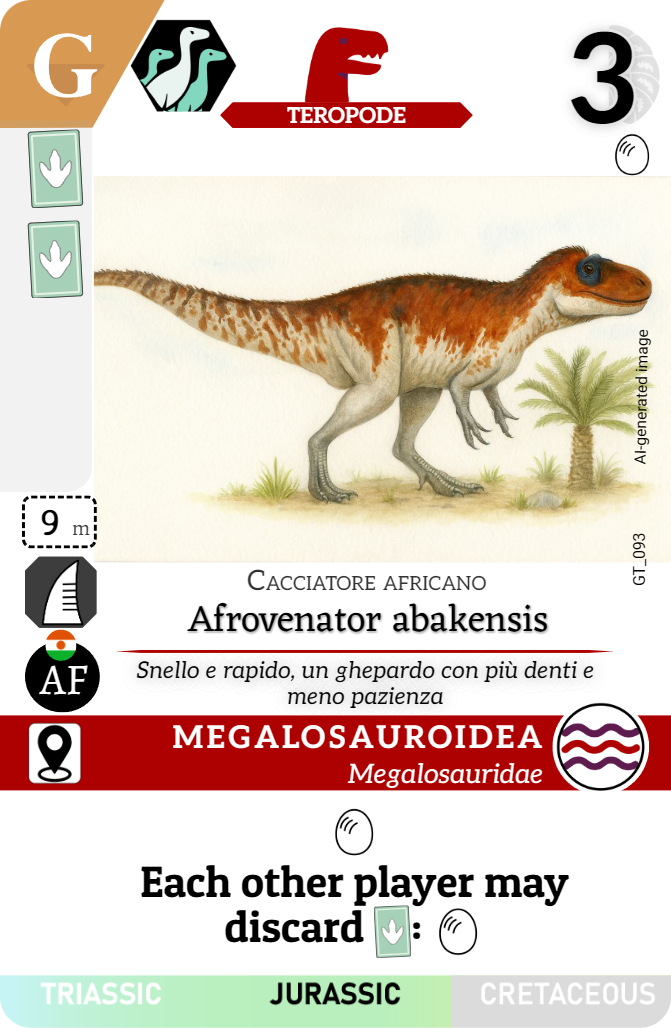 G
3
TEROPODE
AI-generated image
GT_093
9 m
AF
Cacciatore africano
Afrovenator abakensis
Snello e rapido, un ghepardo con più denti e
meno pazienza
MEGALOSAUROIDEA
Megalosauridae
Each other player may
discard :
TRIASSIC JURASSIC CRETACEOUS